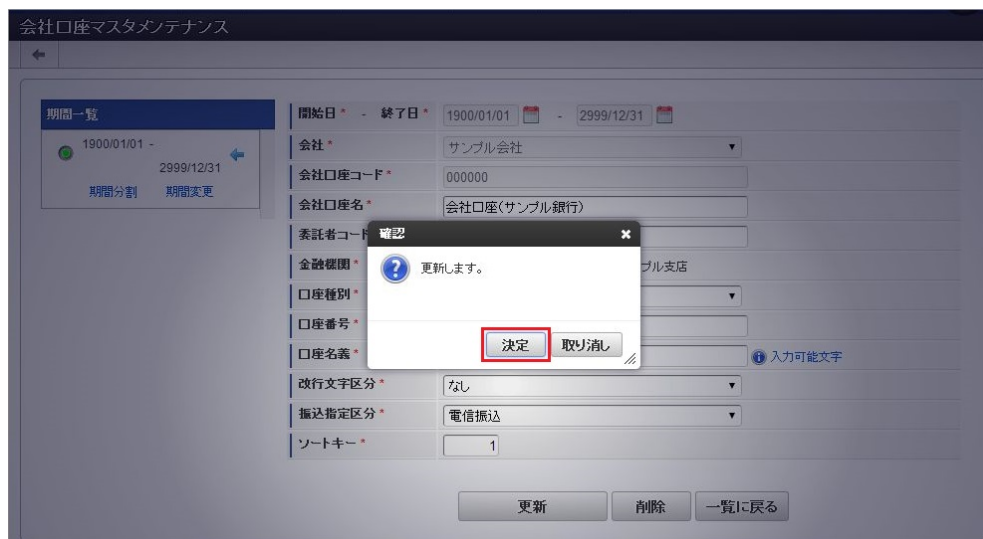 会社口座マスタメンテナンス
期間一覧
1900/01/01 -
2999/12/31
期間分割 期間変更
開始日* - 終了日* 1900/01/01 - 2999/12/31
会社* サンプル会社
会社口座コード* 000000
会社口座名* 会社口座(サンプル銀行)
委託者コード
金融機関* プル支店
口座種別*
口座番号*
口座名義* 入力可能文字
改行文字区分* なし
振込指定区分* 電信振込
ソートキー* 1
確認
更新します。
決定 取り消し
更新 削除 一覧に戻る